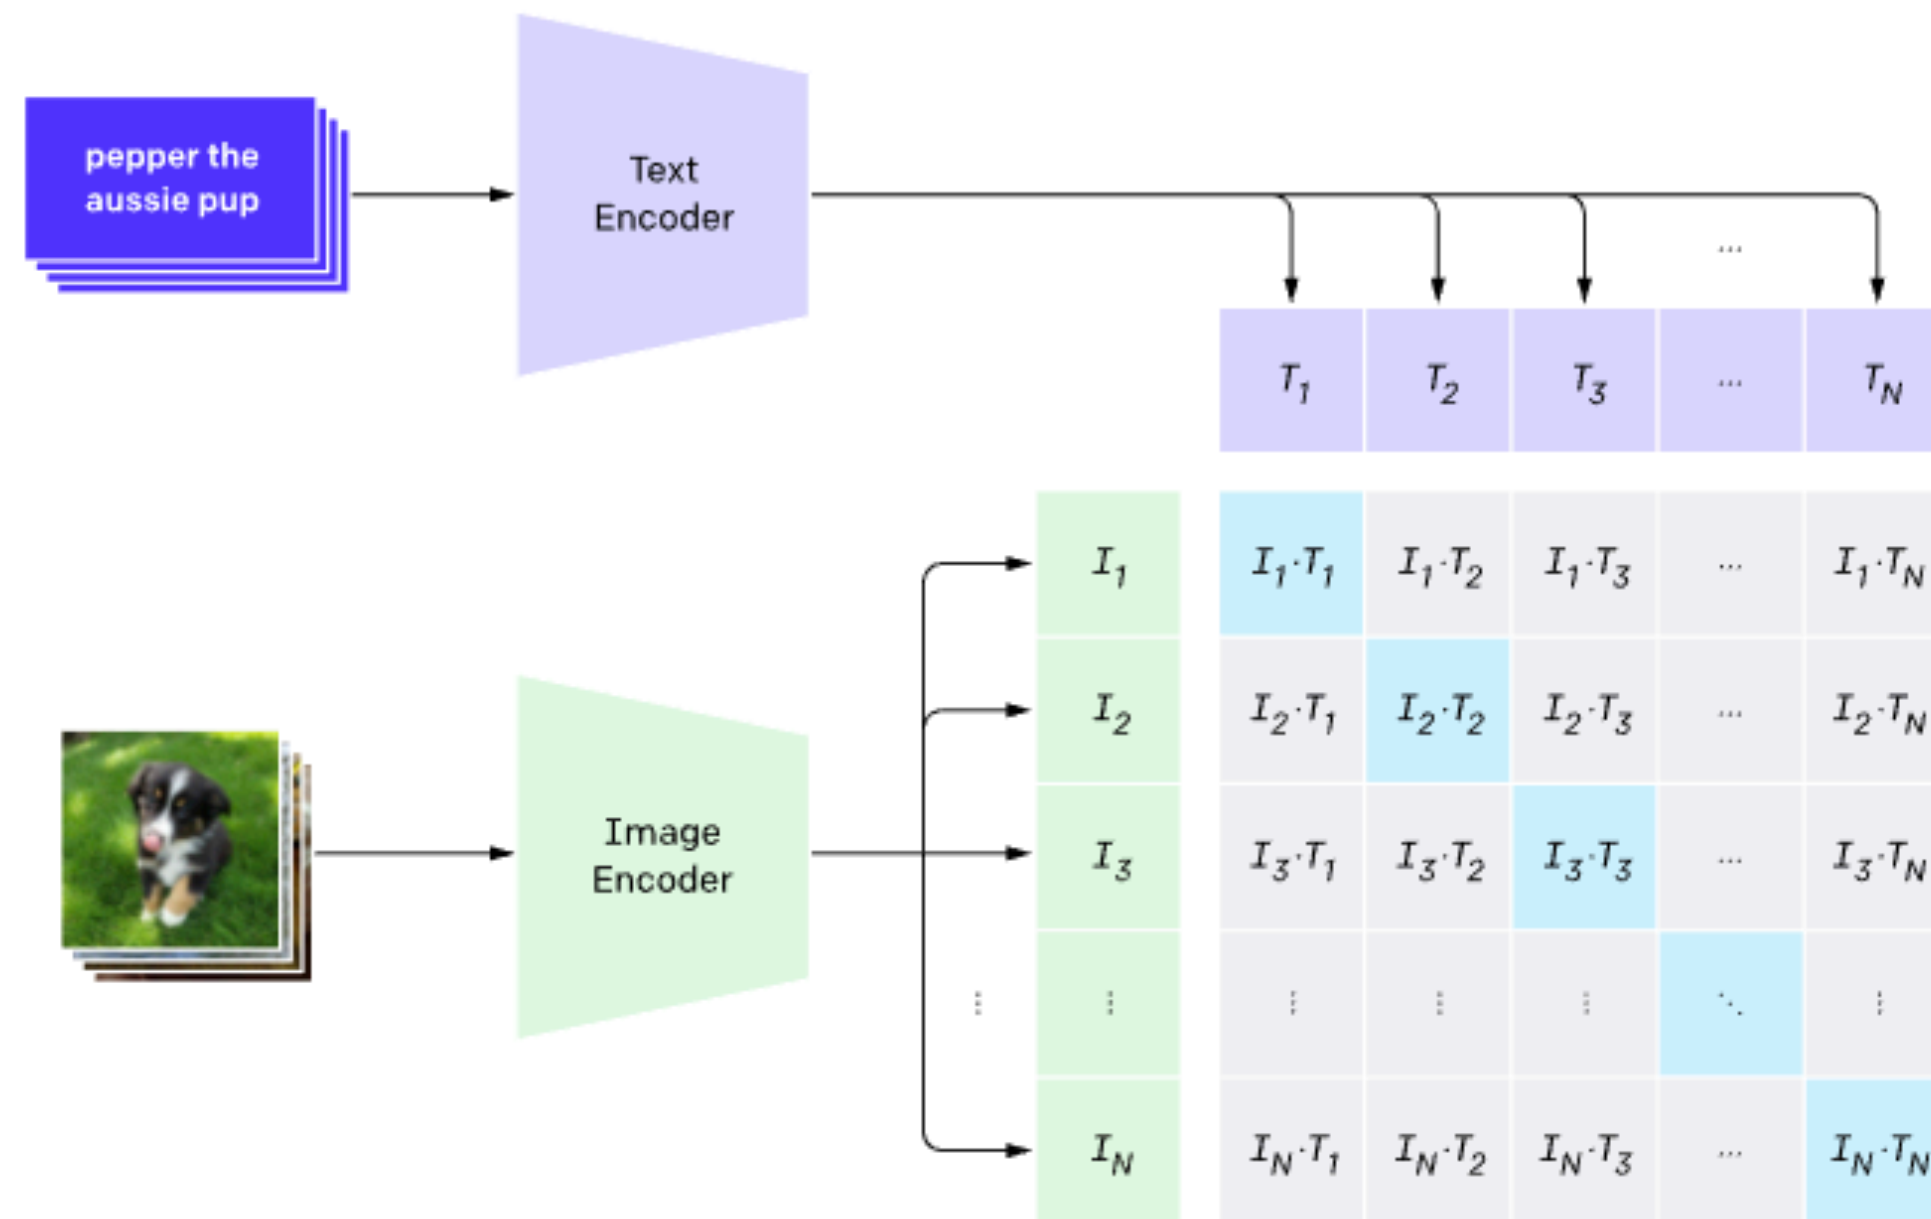 pepper the
aussie pup
Text
Encoder
...
T1 T2 T3 ... TN
I1 I1·T1 I1·T2 I1·T3 ... I1·TN
I2 I2·T1 I2·T2 I2·T3 ... I2·TN
Image
Encoder
I3 I3·T1 I3·T2 I3·T3 ... I3·TN
⋮ ⋮ ⋮ ⋮ ⋮ ⋱ ⋮
IN IN·T1 IN·T2 IN·T3 ... IN·TN